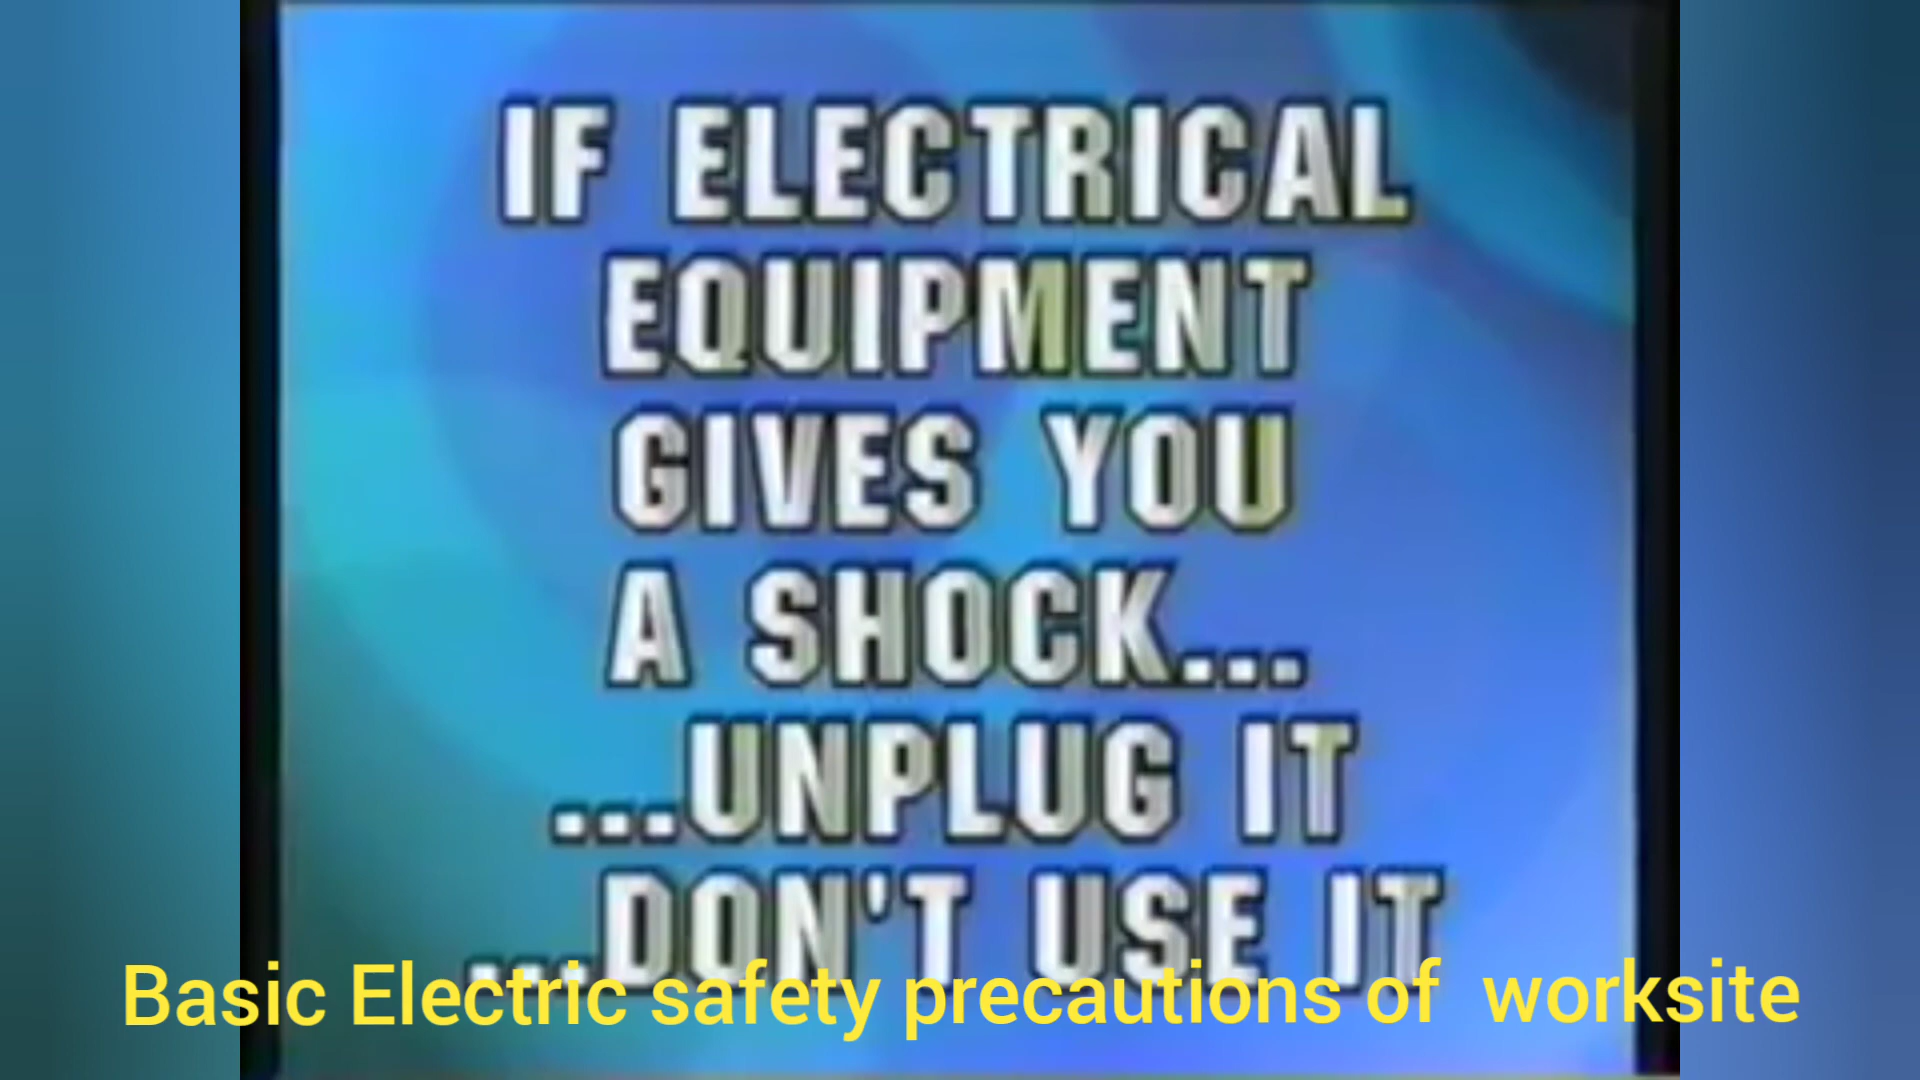 IF ELECTRICAL
EQUIPMENT
GIVES YOU
A SHOCK...
...UNPLUG IT
...DON'T USE IT
Basic Electric safety precautions of  worksite